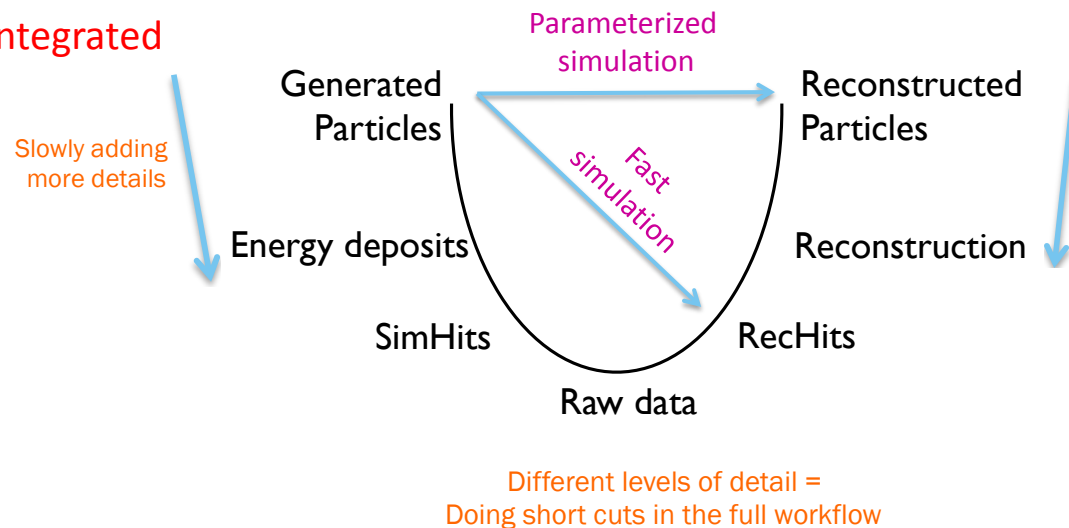 ntegrated
Parameterized
simulation
Generated
Particles
Reconstructed
Particles
Slowly adding
more details
Fast
simulation
Energy deposits
Reconstruction
SimHits
RecHits
Raw data
Different levels of detail =
Doing short cuts in the full workflow